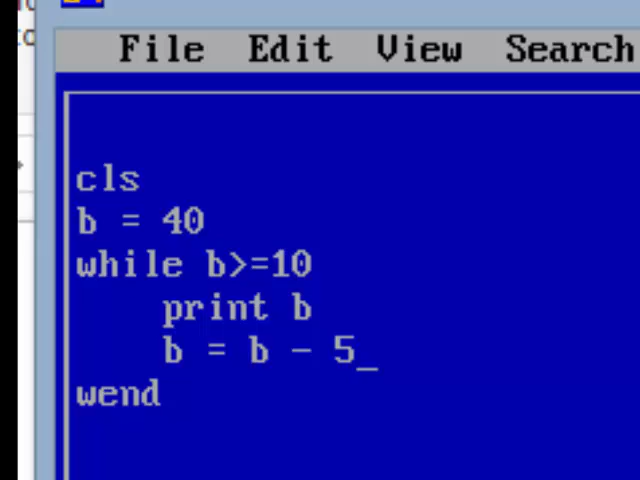 File Edit View Search
cls
b = 40
while b>=10
    print b
    b = b - 5_
wend